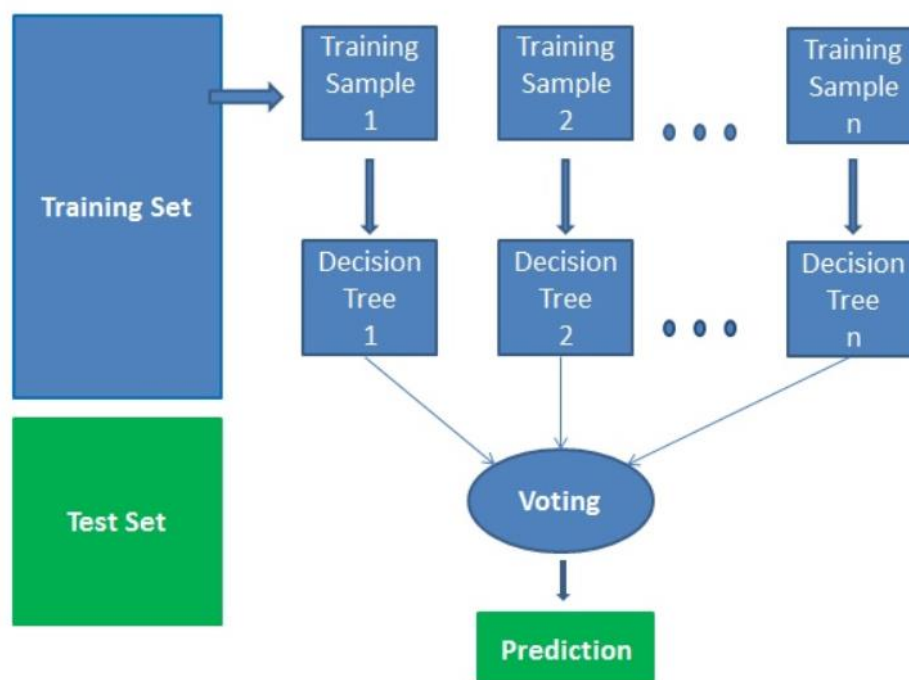 Training Set
Training
Sample
1
Training
Sample
2
Training
Sample
n
Decision
Tree
1
Decision
Tree
2
Decision
Tree
n
Voting
Test Set
Prediction